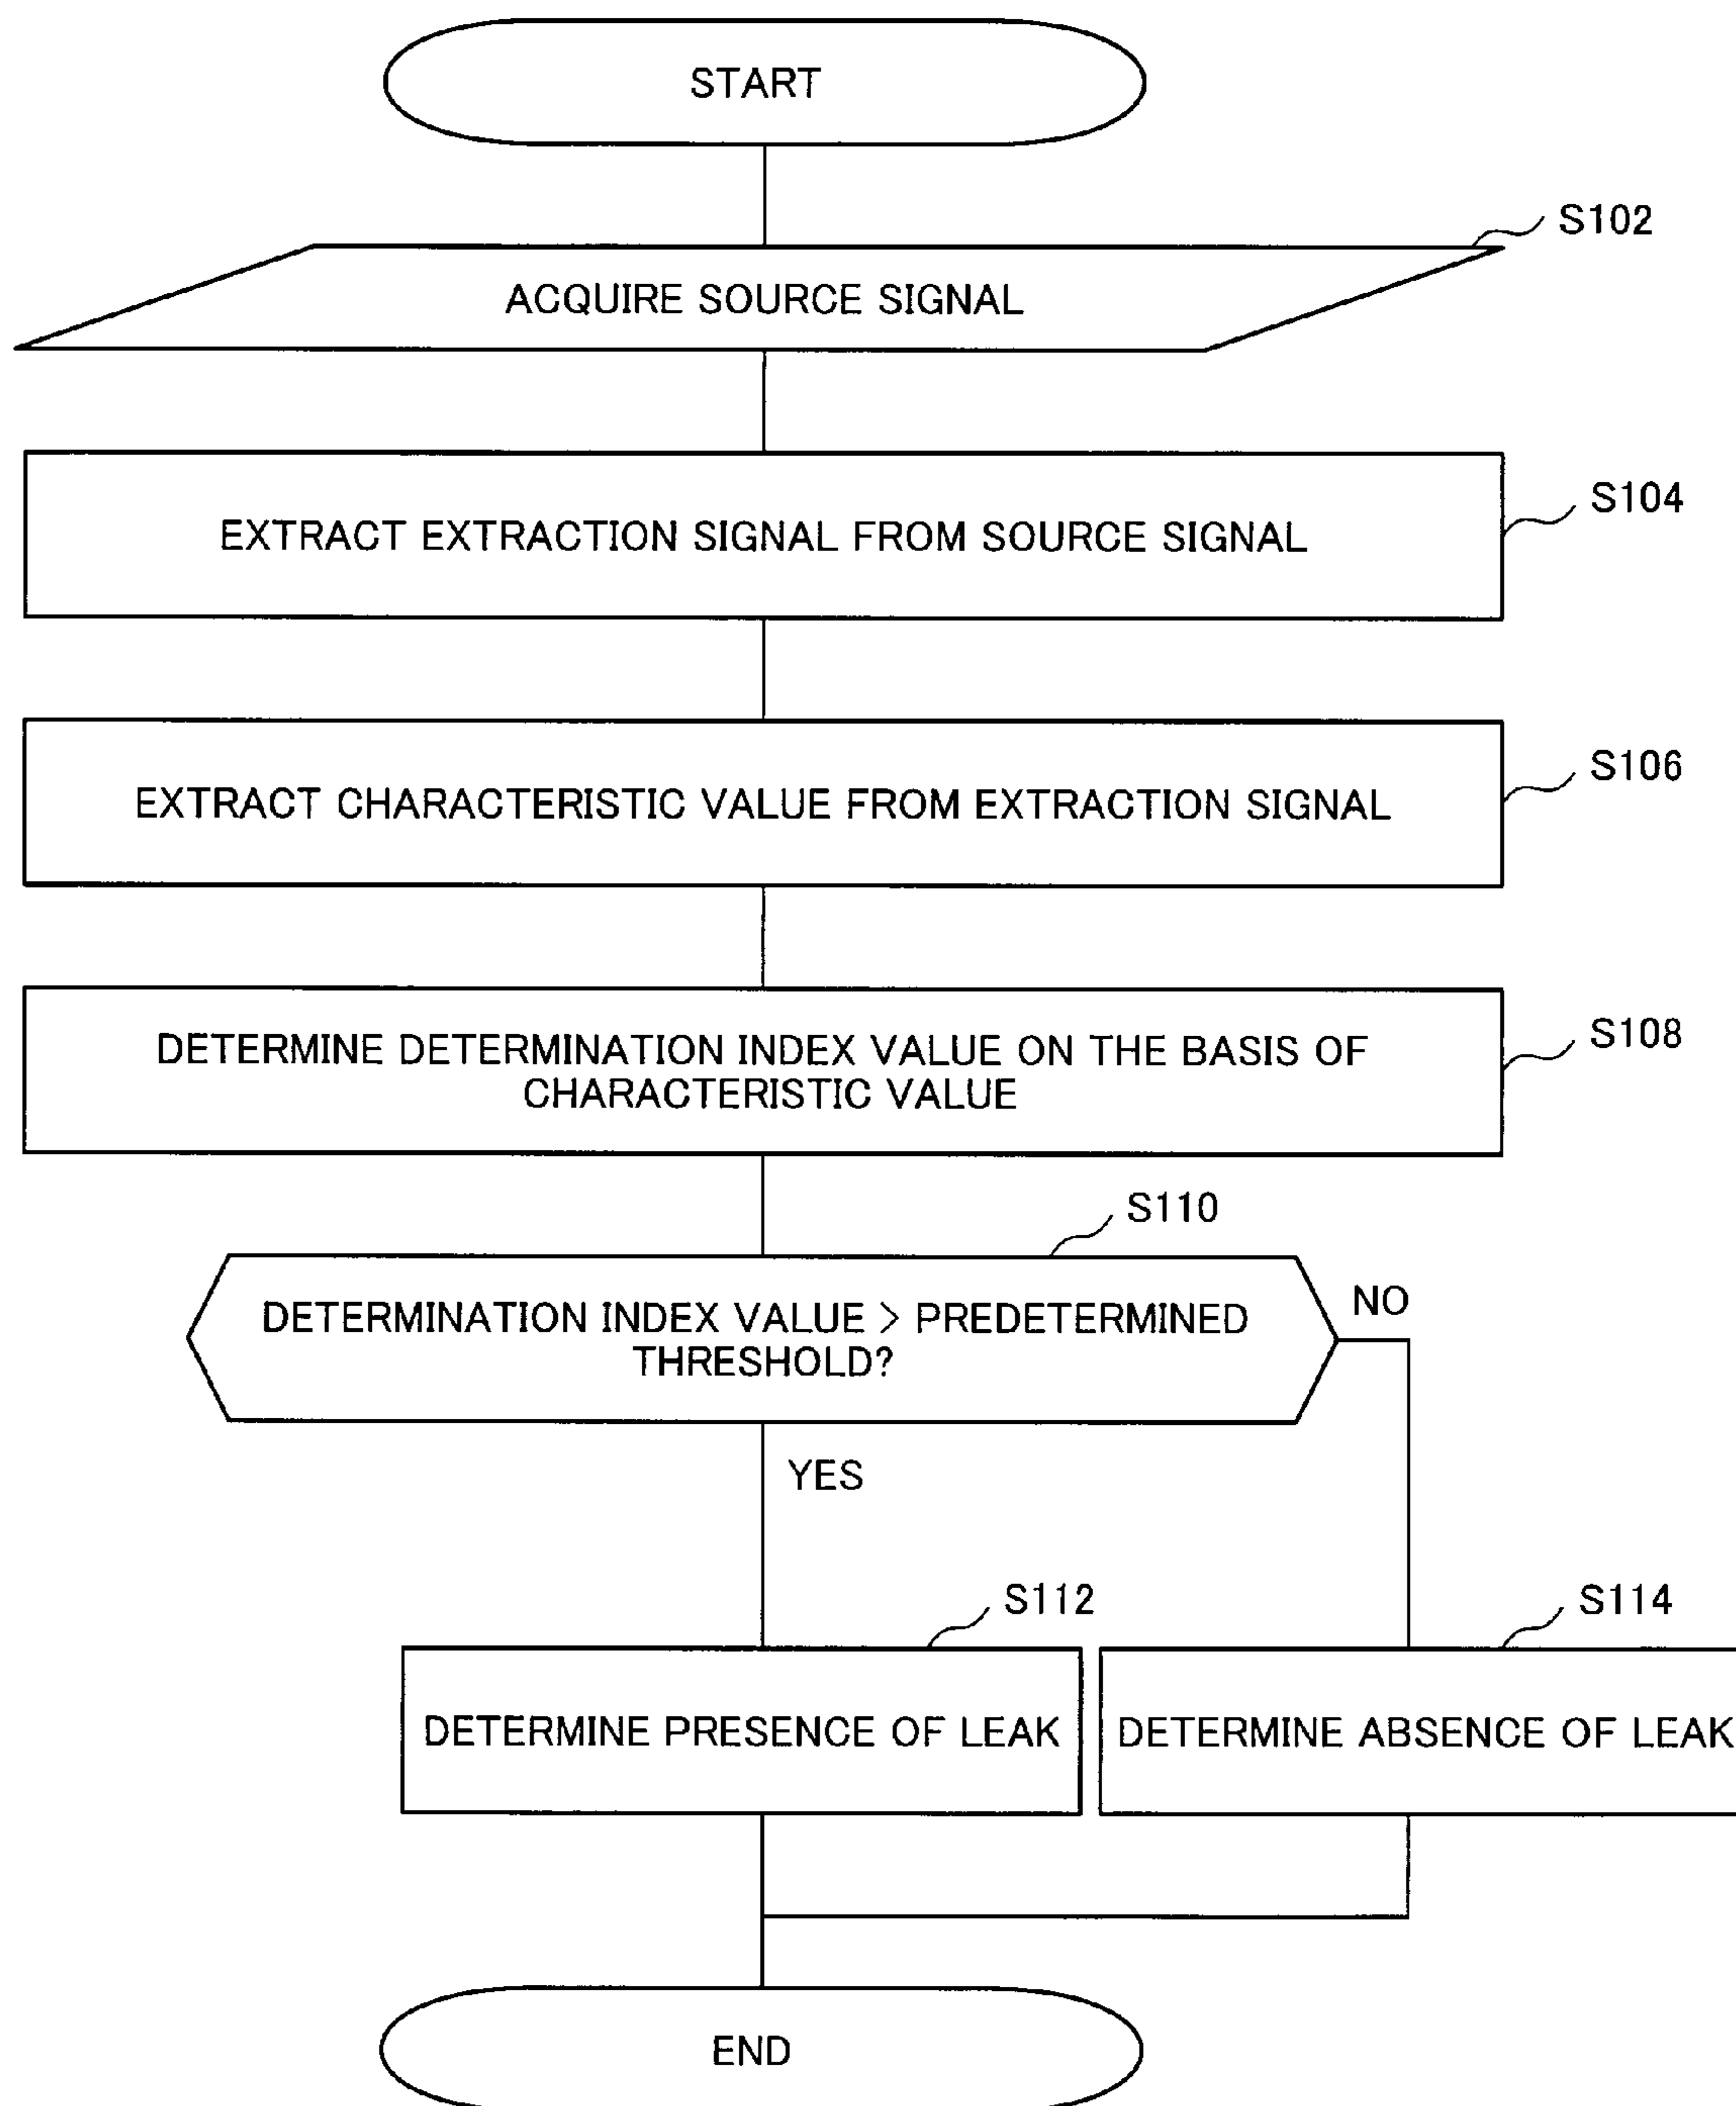 START
S102
ACQUIRE SOURCE SIGNAL
S104
EXTRACT EXTRACTION SIGNAL FROM SOURCE SIGNAL
S106
EXTRACT CHARACTERISTIC VALUE FROM EXTRACTION SIGNAL
S108
DETERMINE DETERMINATION INDEX VALUE ON THE BASIS OF
CHARACTERISTIC VALUE
S110
DETERMINATION INDEX VALUE > PREDETERMINED
THRESHOLD?
NO
YES
S112
S114
DETERMINE PRESENCE OF LEAK
DETERMINE ABSENCE OF LEAK
END